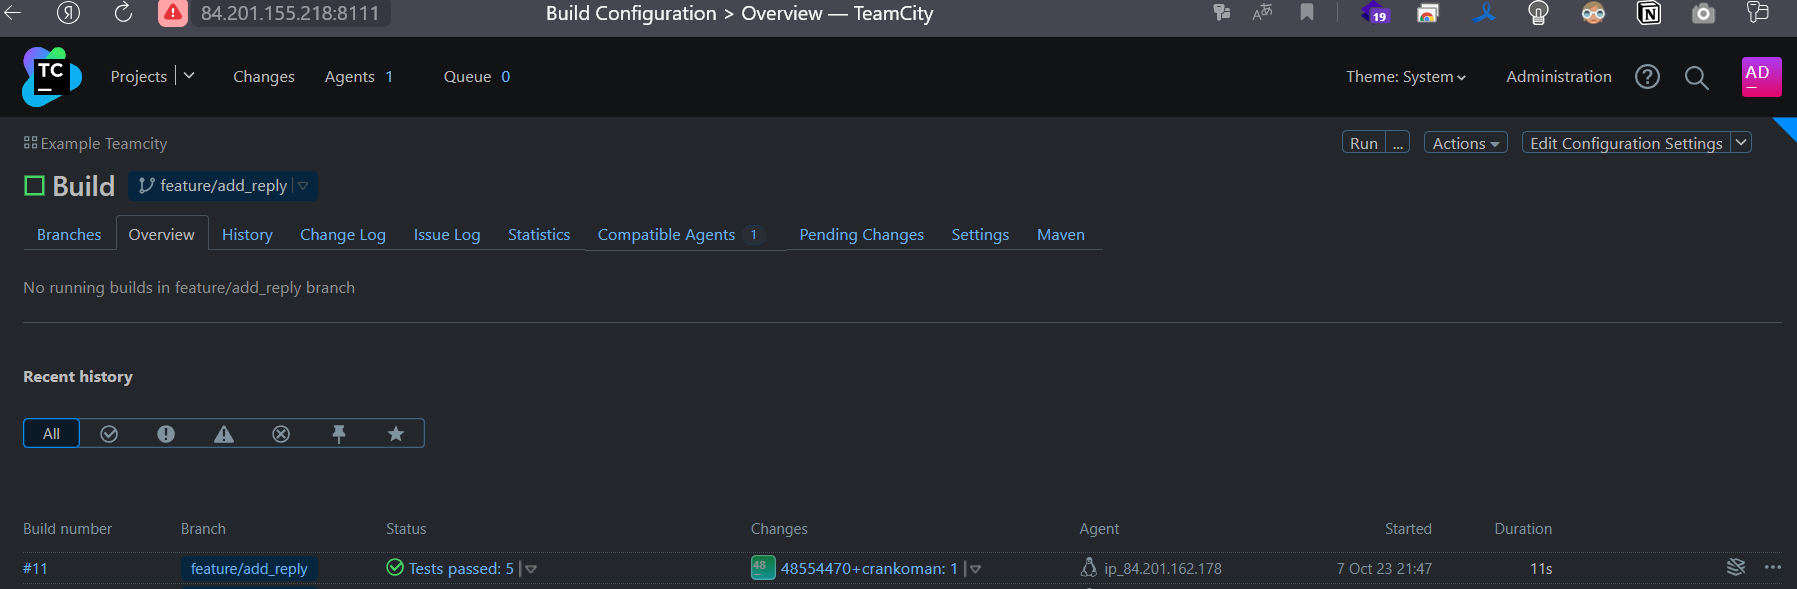 Я 84.201.155.218:8111 Build Configuration > Overview — TeamCity Aあ 19 N
TC Projects Changes Agents 1 Queue 0 Theme: System Administration ? AD
Example Teamcity Run ... Actions Edit Configuration Settings
Build feature/add_reply
Branches Overview History Change Log Issue Log Statistics Compatible Agents 1 Pending Changes Settings Maven
No running builds in feature/add_reply branch
Recent history
All
Build number Branch Status Changes Agent Started Duration
#11 feature/add_reply Tests passed: 5 48 48554470+crankoman: 1 ip_84.201.162.178 7 Oct 23 21:47 11s